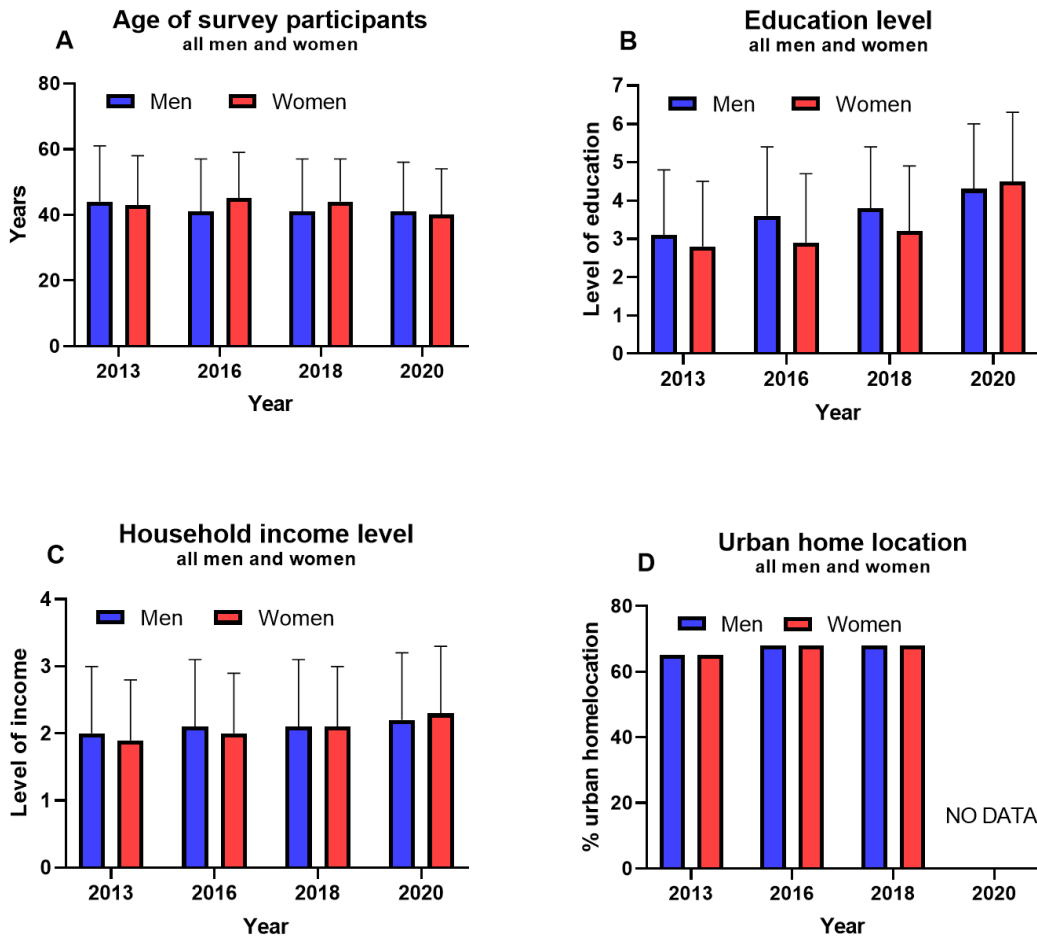 A
Age of survey participants
all men and women
Men
Women
80
60
40
20
0
Years
2013
2016
2018
2020
Year
B
Education level
all men and women
Men
Women
7
6
5
4
3
2
1
0
Level of education
2013
2016
2018
2020
Year
C
Household income level
all men and women
Men
Women
4
3
2
1
0
Level of income
2013
2016
2018
2020
Year
D
Urban home location
all men and women
Men
Women
80
60
40
20
0
% urban homelocation
NO DATA
2013
2016
2018
2020
Year